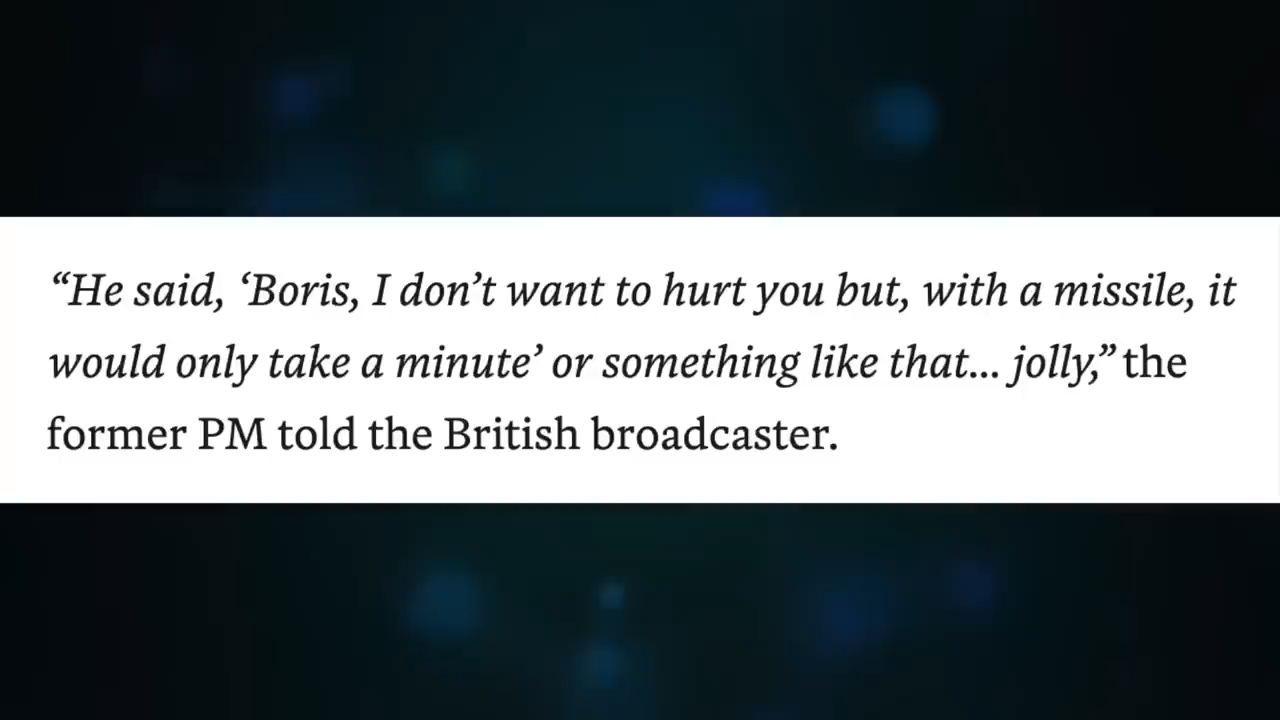 “He said, ‘Boris, I don’t want to hurt you but, with a missile, it
would only take a minute’ or something like that... jolly,” the
former PM told the British broadcaster.